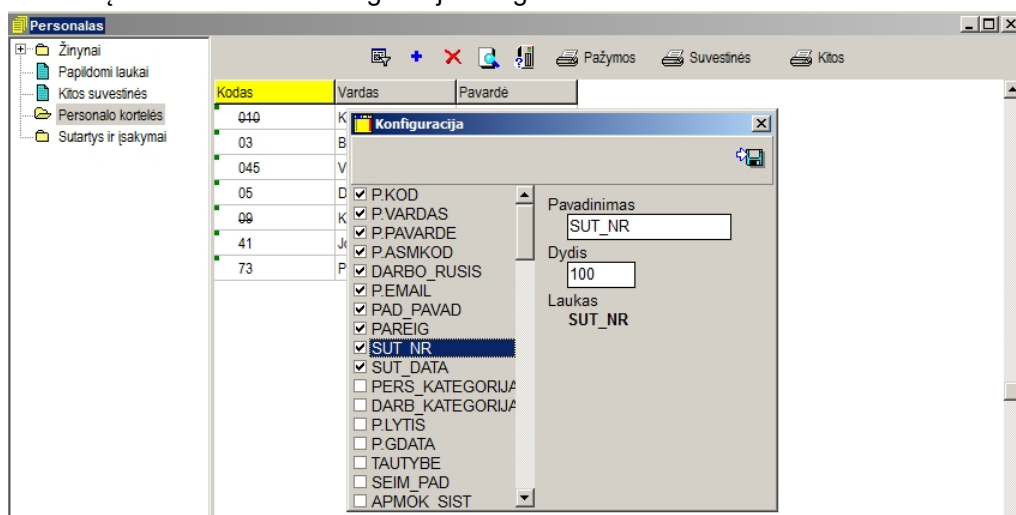 Personalas
Žinynai
Papildomi laukai
Kitos suvestinės
Personalo kortelės
Sutartys ir įsakymai
Pažymos Suvestinės Kitos
Kodas Vardas Pavardė
010 K
03 B
045 V
05 D
09 K
41 Jo
73 P
Konfiguracija
P.KOD
P.VARDAS
P.PAVARDE
P.ASMKOD
DARBO_RUSIS
P.EMAIL
PAD_PAVAD
PAREIG
SUT_NR
SUT_DATA
PERS_KATEGORIJA
DARB_KATEGORIJA
P.LYTIS
P.GDATA
TAUTYBE
SEIM_PAD
APMOK_SIST
Pavadinimas
SUT_NR
Dydis
100
Laukas
SUT_NR